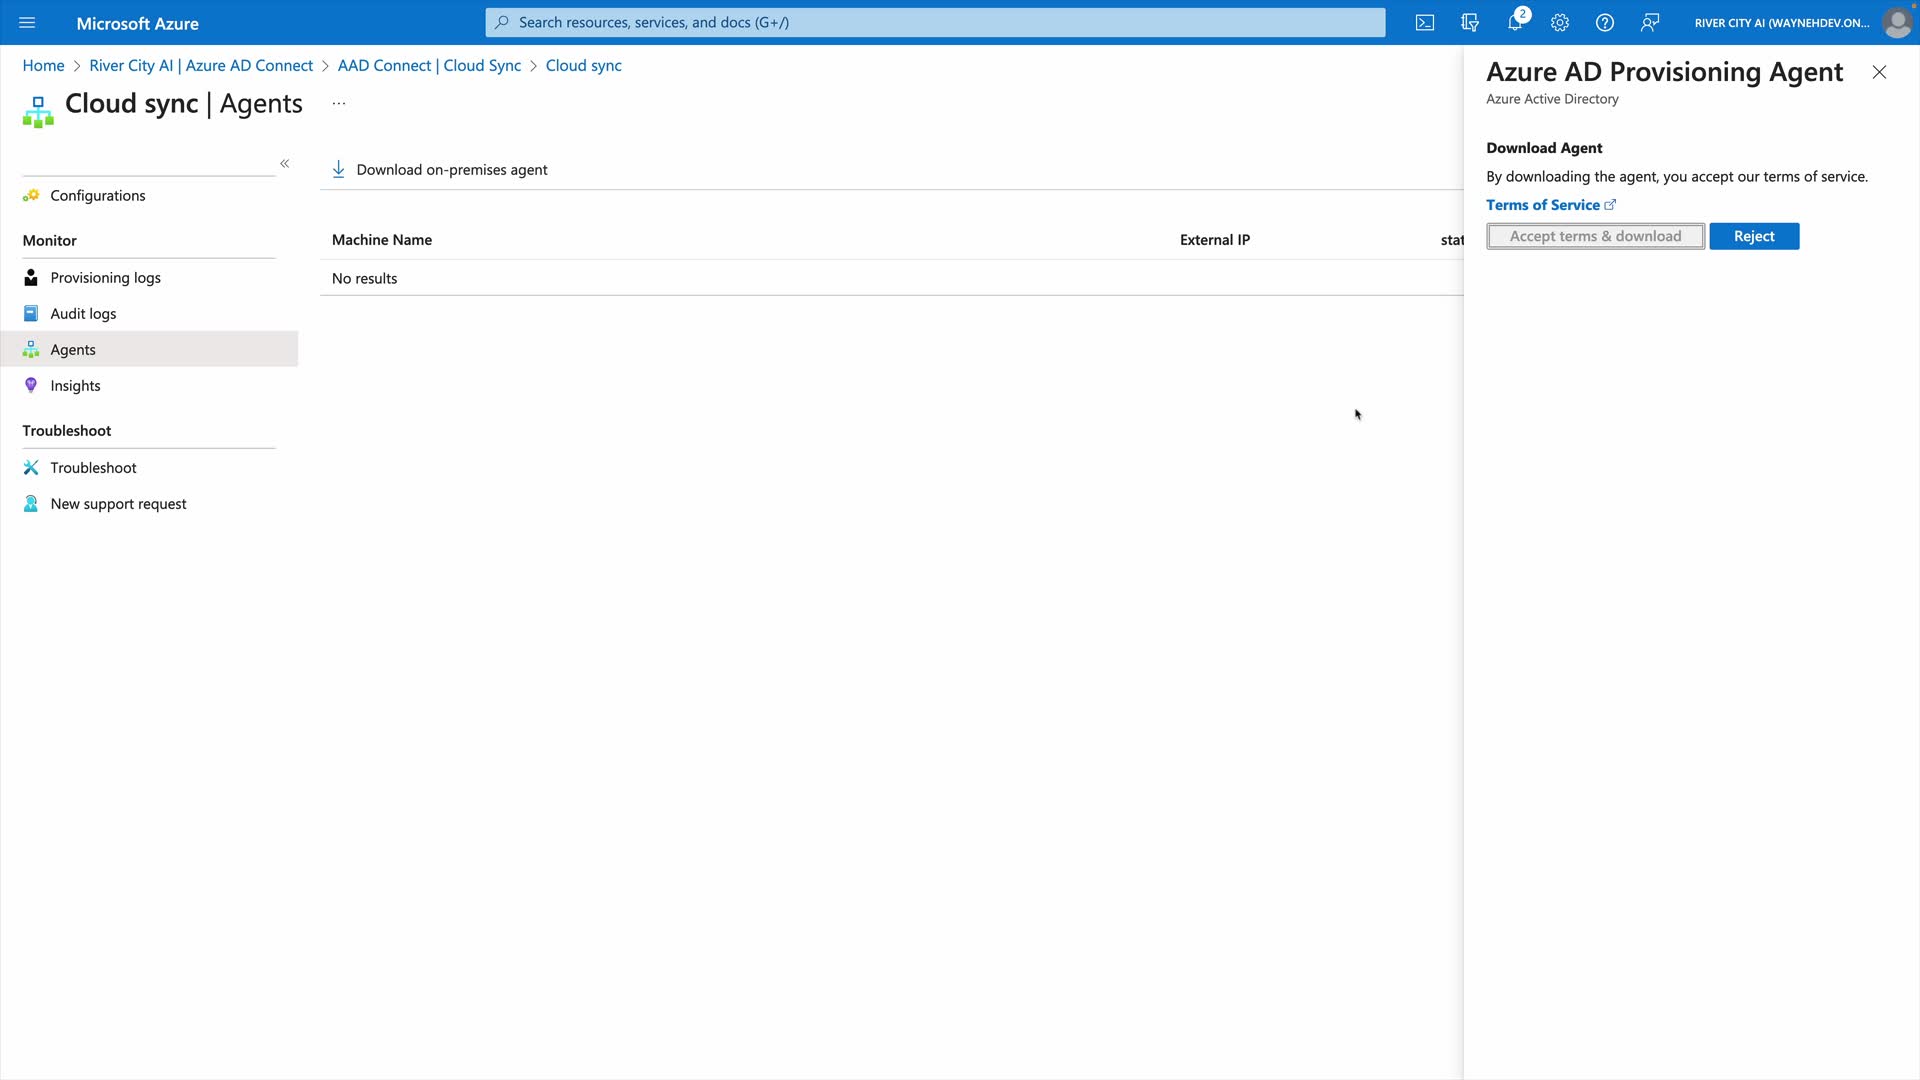 Microsoft Azure
Search resources, services, and docs (G+/)
2
RIVER CITY AI (WAYNEHDEV.ON...
Home > River City AI | Azure AD Connect > AAD Connect | Cloud Sync > Cloud sync
Cloud sync | Agents ...
«
Configurations
Monitor
Provisioning logs
Audit logs
Agents
Insights
Troubleshoot
Troubleshoot
New support request
Download on-premises agent
Machine Name External IP stat
No results
Azure AD Provisioning Agent
Azure Active Directory
Download Agent
By downloading the agent, you accept our terms of service.
Terms of Service
Accept terms & download Reject